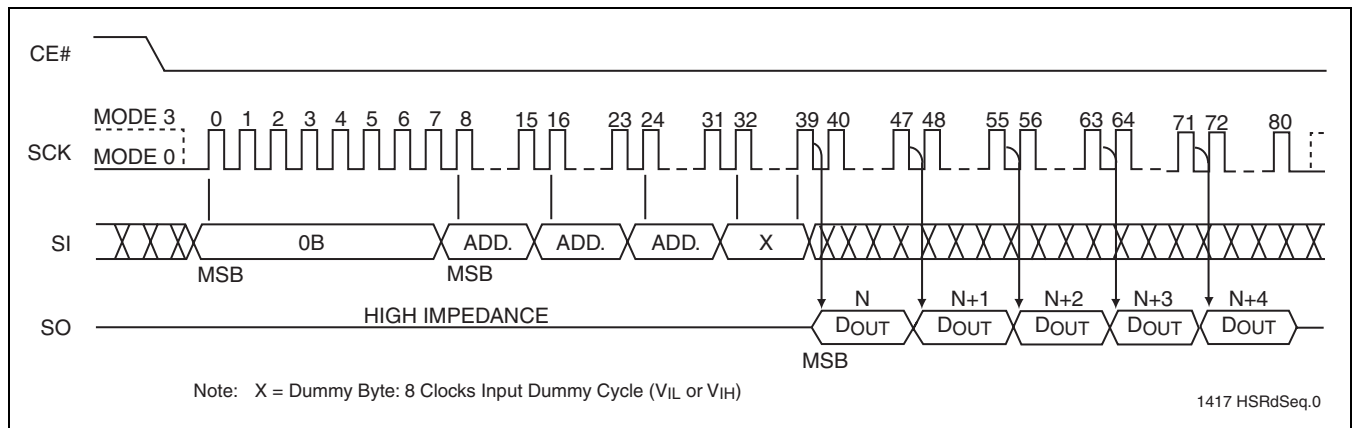 CE#
MODE 3
SCK
MODE 0
0 1 2 3 4 5 6 7 8 15 16 23 24 31 32 39 40 47 48 55 56 63 64 71 72 80
SI
0B ADD. ADD. ADD. X
MSB MSB
N N+1 N+2 N+3 N+4
SO
HIGH IMPEDANCE
DOUT DOUT DOUT DOUT DOUT
MSB
Note: X = Dummy Byte: 8 Clocks Input Dummy Cycle (VIL or VIH)
1417 HSRdSeq.0